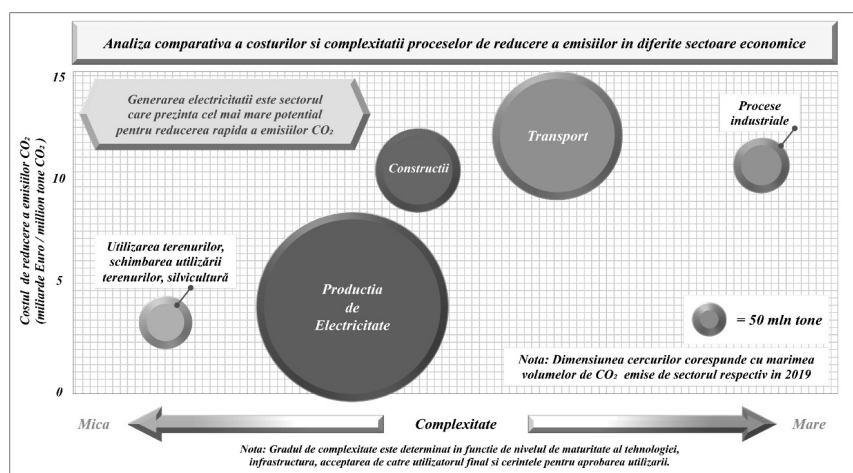 Analiza comparativa a costurilor si complexitatii proceselor de reducere a emisiilor in diferite sectoare economice
Costul de reducere a emisiilor CO₂
(miliarde Euro / million tone CO₂)
15
10
5
0
Generarea electricitatii este sectorul
care prezinta cel mai mare potential
pentru reducerea rapida a emisiilor CO₂
Transport
Procese
industriale
Constructii
Utilizarea terenurilor,
schimbarea utilizării
terenurilor, silvicultură
Productia
de
Electricitate
= 50 mln tone
Nota: Dimensiunea cercurilor corespunde cu marimea
volumelor de CO₂ emise de sectorul respectiv in 2019
Mica
Complexitate
Mare
Nota: Gradul de complexitate este determinat in functie de nivelul de maturitate al tehnologiei,
infrastructura, acceptarea de catre utilizatorul final si cerintele pentru aprobarea utilizarii.